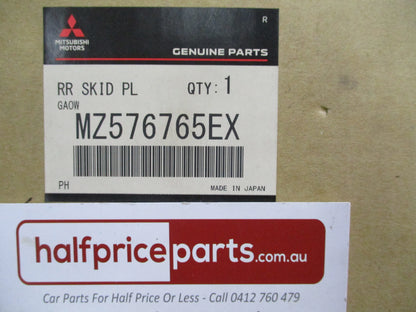 R
MITSUBISHI
MOTORS
GENUINE PARTS
RR SKID PL QTY: 1
GAOW
MZ576765EX
PH MADE IN JAPAN
halfpriceparts.com.au
Car Parts For Half Price Or Less - Call 0412 760 479